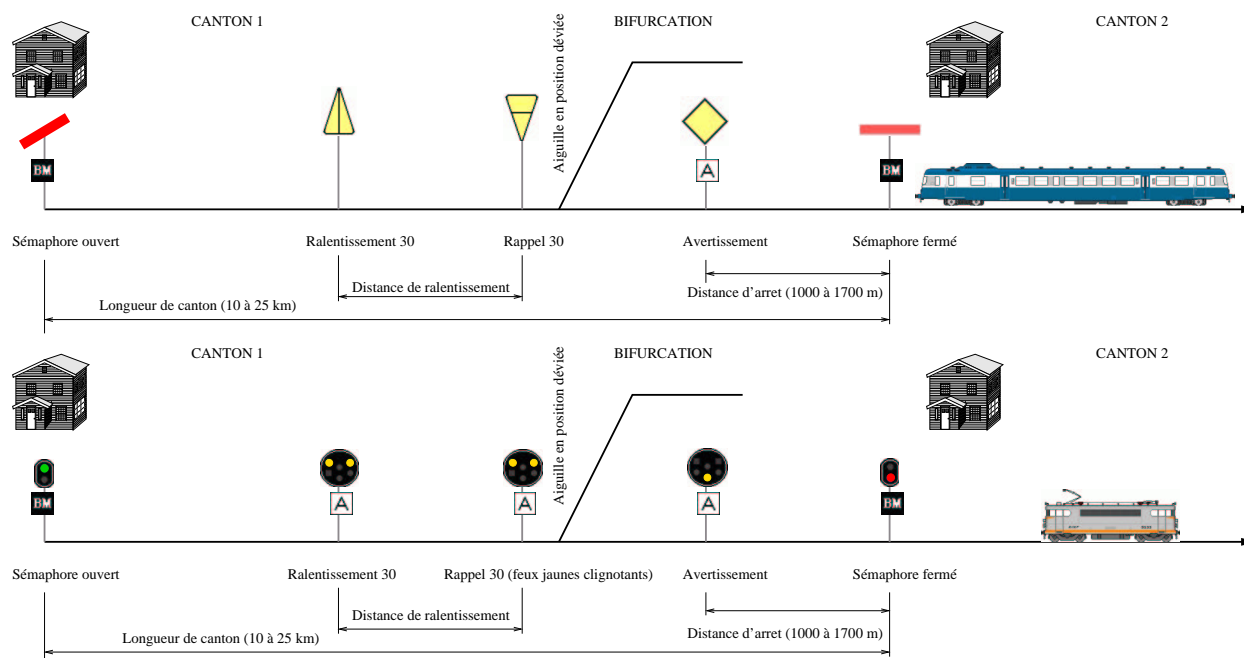 CANTON 1
BIFURCATION
CANTON 2
Aiguille en position déviée
BM
A
BM
Sémaphore ouvert
Ralentissement 30
Rappel 30
Avertissement
Sémaphore fermé
Distance de ralentissement
Distance d'arret (1000 à 1700 m)
Longueur de canton (10 à 25 km)
CANTON 1
BIFURCATION
CANTON 2
Aiguille en position déviée
BM
A
A
A
BM
Sémaphore ouvert
Ralentissement 30
Rappel 30 (feux jaunes clignotants)
Avertissement
Sémaphore fermé
Distance de ralentissement
Distance d'arret (1000 à 1700 m)
Longueur de canton (10 à 25 km)